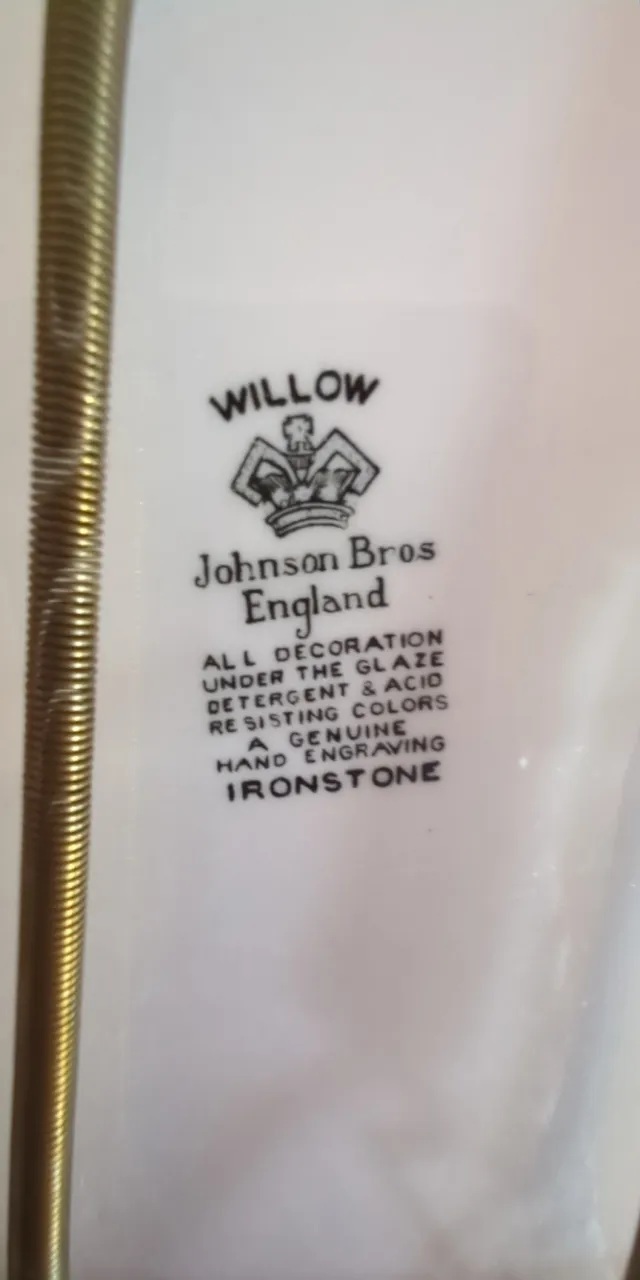 WILLOW
Johnson Bros
England
ALL DECORATION
UNDER THE GLAZE
DETERGENT & ACID
RESISTING COLORS
A GENUINE
HAND ENGRAVING
IRONSTONE